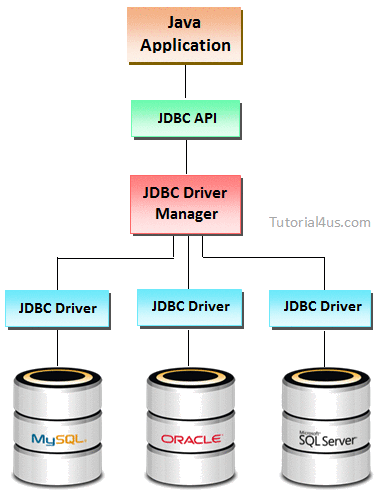 Java
Application
JDBC API
JDBC Driver
Manager
Tutorial4us.com
JDBC Driver
JDBC Driver
JDBC Driver
MySQL
ORACLE
Microsoft
SQL Server